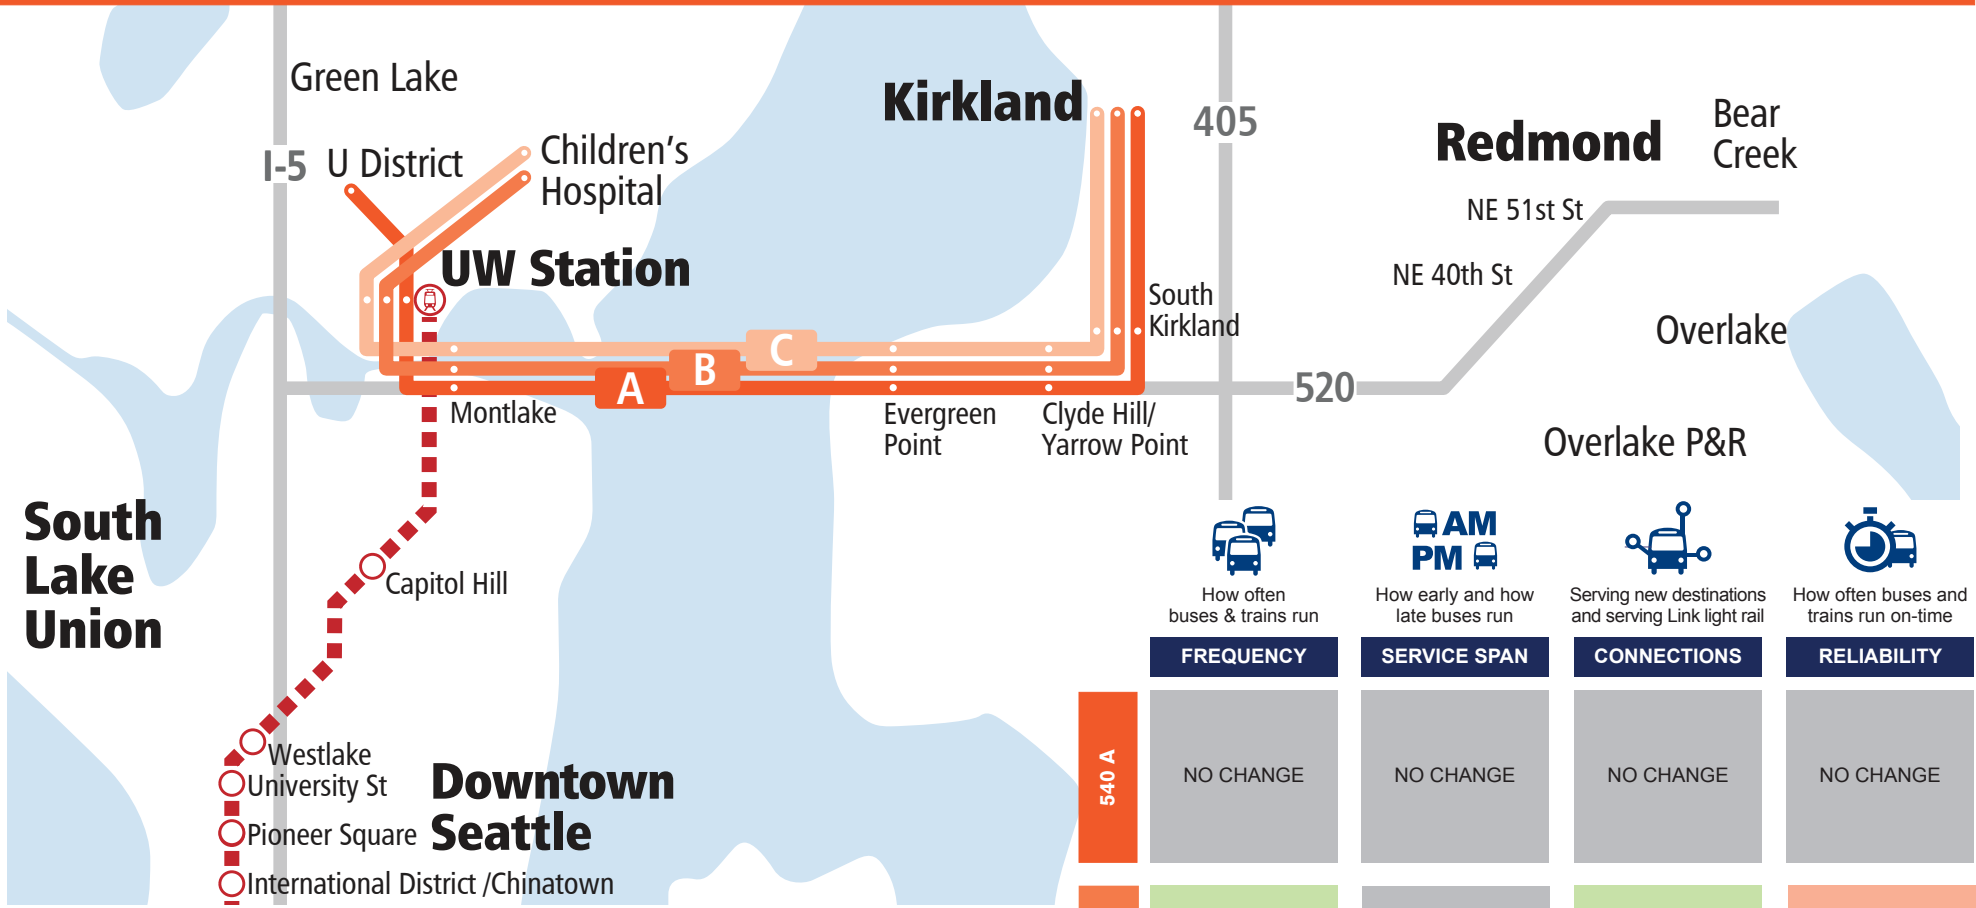 Green Lake
I-5
U District
Children's
Hospital
UW Station
Kirkland
405
Redmond
Bear
Creek
NE 51st St
NE 40th St
South
Kirkland
Overlake
C
B
A
520
Montlake
Evergreen
Point
Clyde Hill/
Yarrow Point
Overlake P&R
South
Lake
Union
Capitol Hill
Westlake
University St
Downtown
Seattle
Pioneer Square
International District /Chinatown
AM
PM
How often
buses & trains run
How early and how
late buses run
Serving new destinations
and serving Link light rail
How often buses and
trains run on-time
FREQUENCY
SERVICE SPAN
CONNECTIONS
RELIABILITY
540 A
NO CHANGE
NO CHANGE
NO CHANGE
NO CHANGE